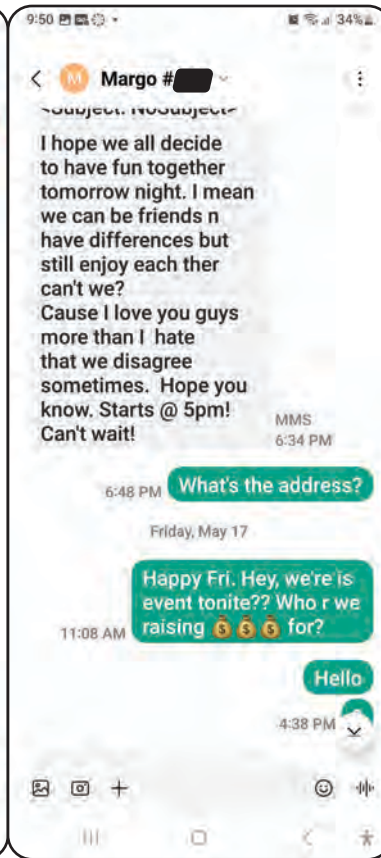 9:50
34%
M
Margo #
<Subject: NoSubject>
I hope we all decide
to have fun together
tomorrow night. I mean
we can be friends n
have differences but
still enjoy each ther
can't we?
Cause I love you guys
more than I hate
that we disagree
sometimes. Hope you
know. Starts @ 5pm!
Can't wait!
MMS
6:34 PM
What's the address?
6:48 PM
Friday, May 17
Happy Fri. Hey, we're is
event tonite?? Who r we
raising 💰💰💰 for?
11:08 AM
Hello
4:38 PM